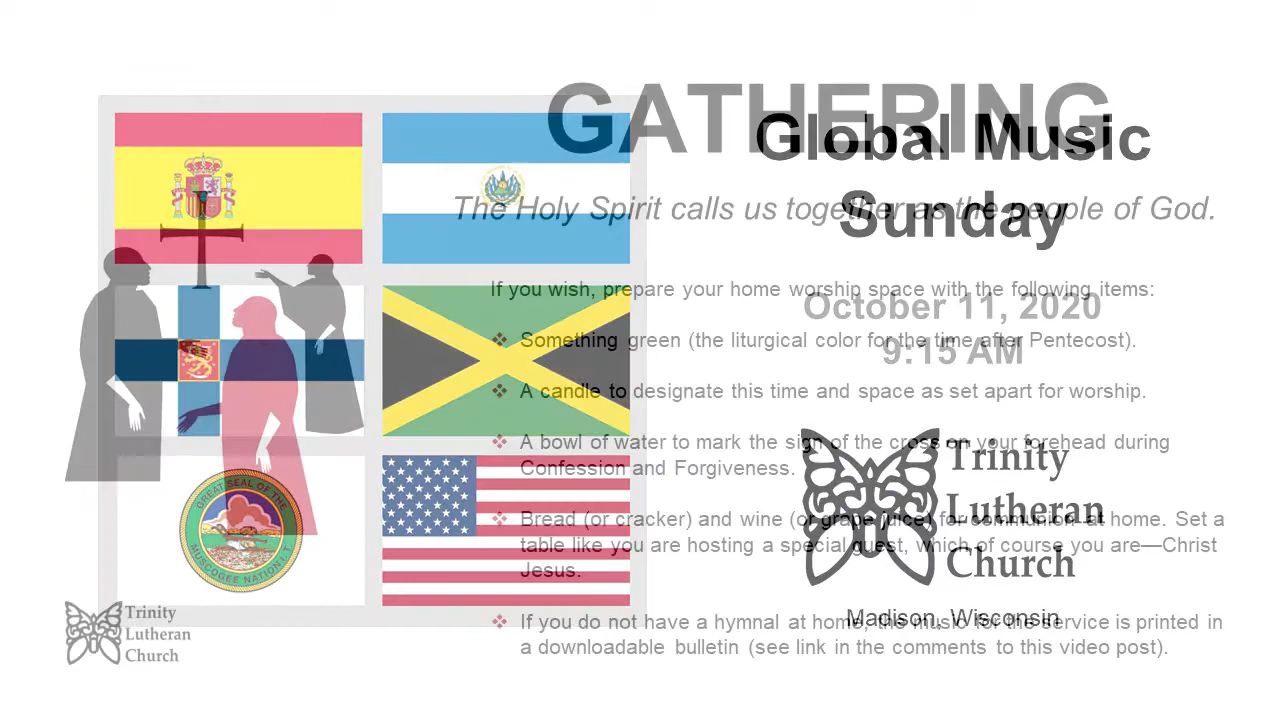 GATHERING
Global Music
Sunday
The Holy Spirit calls us together as the people of God.
If you wish, prepare your home worship space with the following items:
October 11, 2020
9:15 AM
❖ Something green (the liturgical color for the time after Pentecost).
❖ A candle to designate this time and space as set apart for worship.
❖ A bowl of water to mark the sign of the cross on your forehead during
Confession and Forgiveness.
❖ Bread (or cracker) and wine (or grape juice) for communion at home. Set a
table like you are hosting a special guest, which of course you are—Christ
Jesus.
❖ If you do not have a hymnal at home, the music for the service is printed in
a downloadable bulletin (see link in the comments to this video post).
Trinity
Lutheran
Church
Madison, Wisconsin
GREAT SEAL OF THE
MUSCOGEE NATION I.T.
Trinity
Lutheran
Church